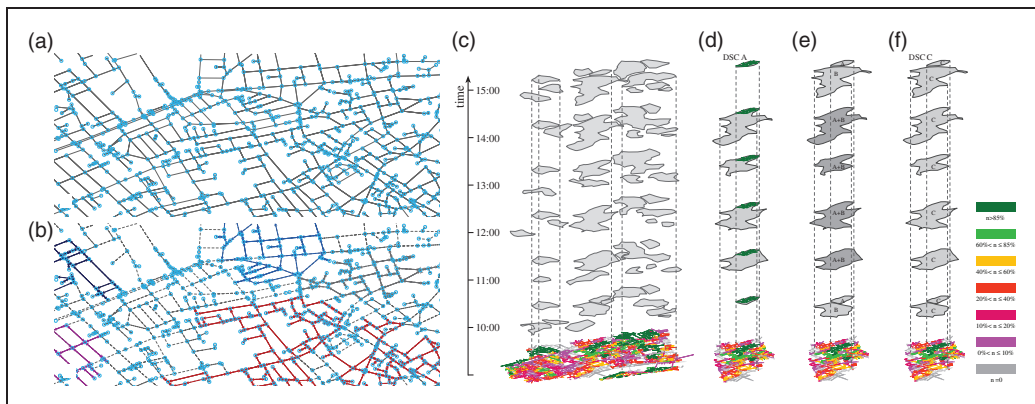 (a)
(b)
(c)
(d)
(e)
(f)
DSC A
DSC C
time
15:00
14:00
13:00
12:00
11:00
10:00
B
A+B
A+B
A+B
A+B
B
C
C
C
C
C
n>85%
60%< n ≤ 85%
40%< n ≤ 60%
20%< n ≤ 40%
10%< n ≤ 20%
0%< n ≤ 10%
n =0